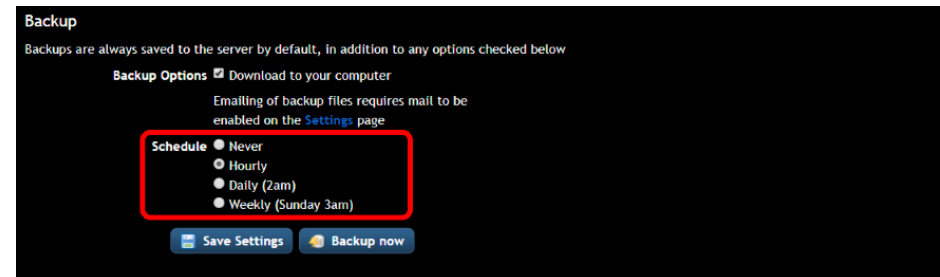 Backup
Backups are always saved to the server by default, in addition to any options checked below
Backup Options Download to your computer
Emailing of backup files requires mail to be
enabled on the Settings page
Schedule Never
Hourly
Daily (2am)
Weekly (Sunday 3am)
Save Settings Backup now